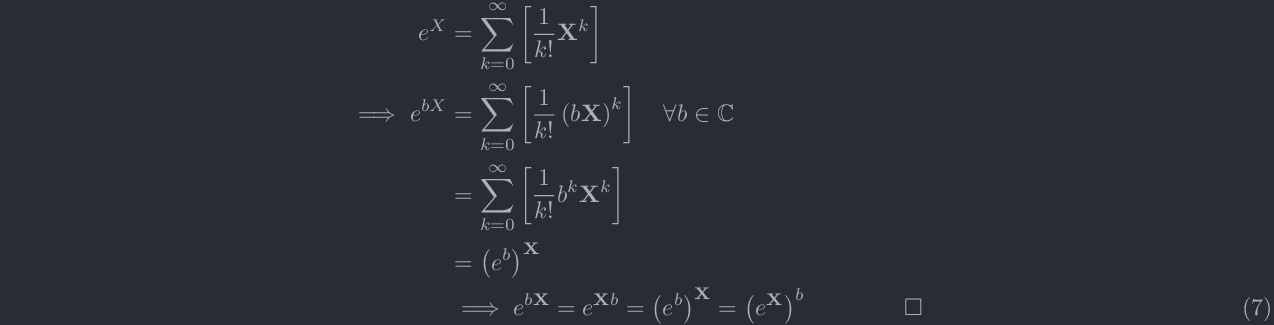 $e^{X} = \sum_{k=0}^{\infty} \left[ \frac{1}{k!} \mathbf{X}^{k} \right]$
$\implies e^{bX} = \sum_{k=0}^{\infty} \left[ \frac{1}{k!} \left( b\mathbf{X} \right)^{k} \right] \quad \forall b \in \mathbb{C}$
$= \sum_{k=0}^{\infty} \left[ \frac{1}{k!} b^{k} \mathbf{X}^{k} \right]$
$= \left( e^{b} \right)^{\mathbf{X}}$
$\implies e^{b\mathbf{X}} = e^{\mathbf{X}b} = \left( e^{b} \right)^{\mathbf{X}} = \left( e^{\mathbf{X}} \right)^{b} \quad \square \quad (7)$